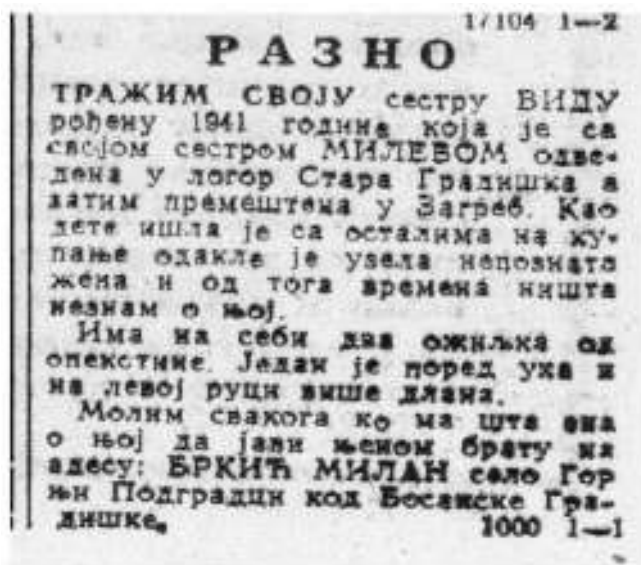 17104 1—2
РАЗНО
ТРАЖИМ СВОЈУ сестру ВИДУ
рођену 1941 година која је са
својом сестром МИЛЕВОМ одве-
дена у логор Стара Градишка а
затим премештена у Загреб. Као
дете ишла је са осталима на ку-
пање одакле је узела непозната
жена и од тога времена ништа
незнам о њој.
Има на себи два ожиљка од
опекстине. Један је поред уха и
на левој руци више длана.
Молим свакога ко ма шта зна
о њој да јави њеном брату на
адесу: БРКИЋ МИЛАН село Гор
њи Подградци код Босанске Гра-
дишке. 1000 1—1